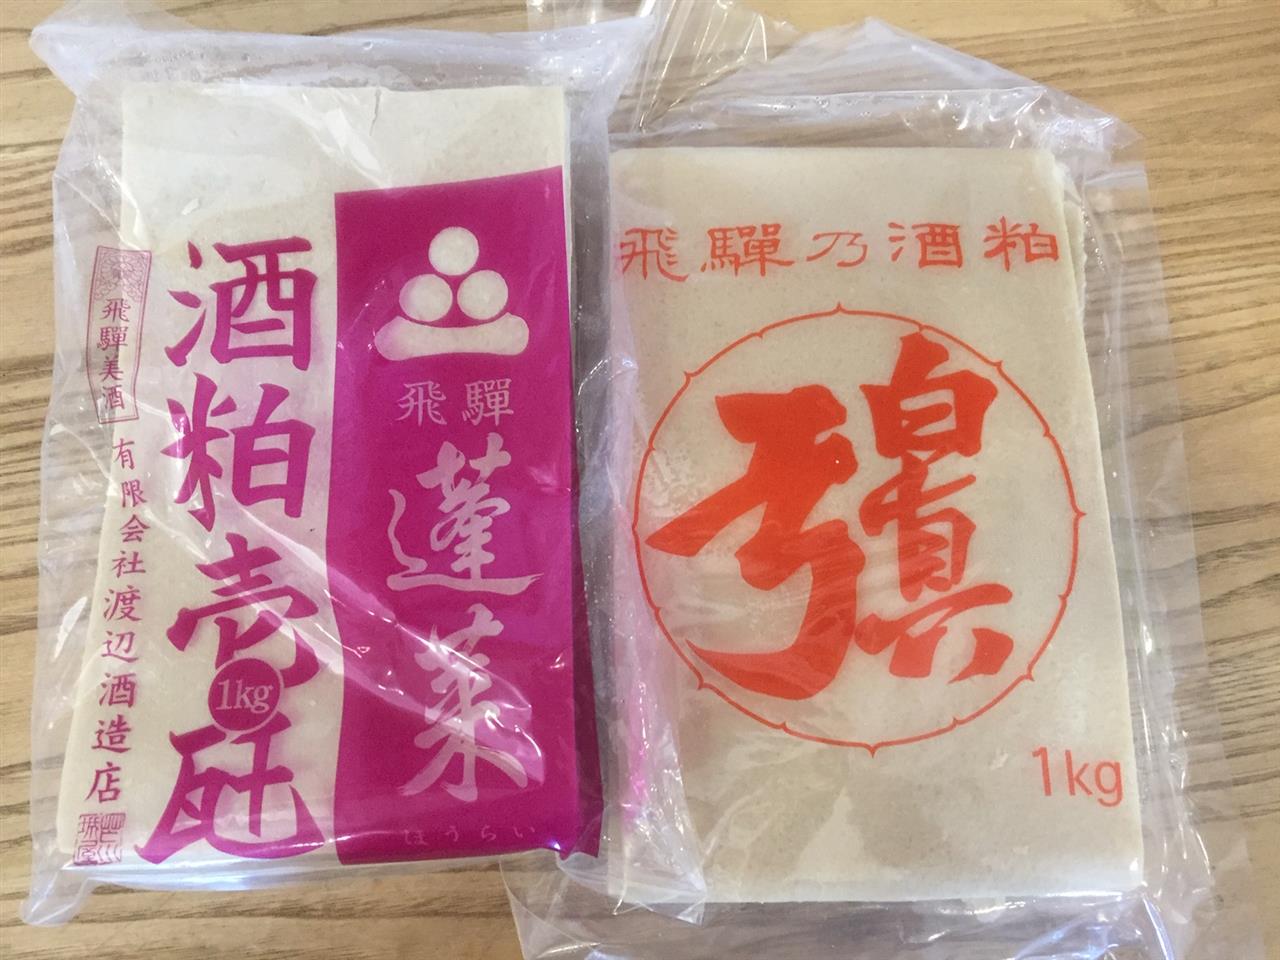 飛騨
蓬莱
ほうらい
酒粕壱瓩
1kg
飛騨美酒
有限会社渡辺酒造店
飛驒乃酒粕
1kg